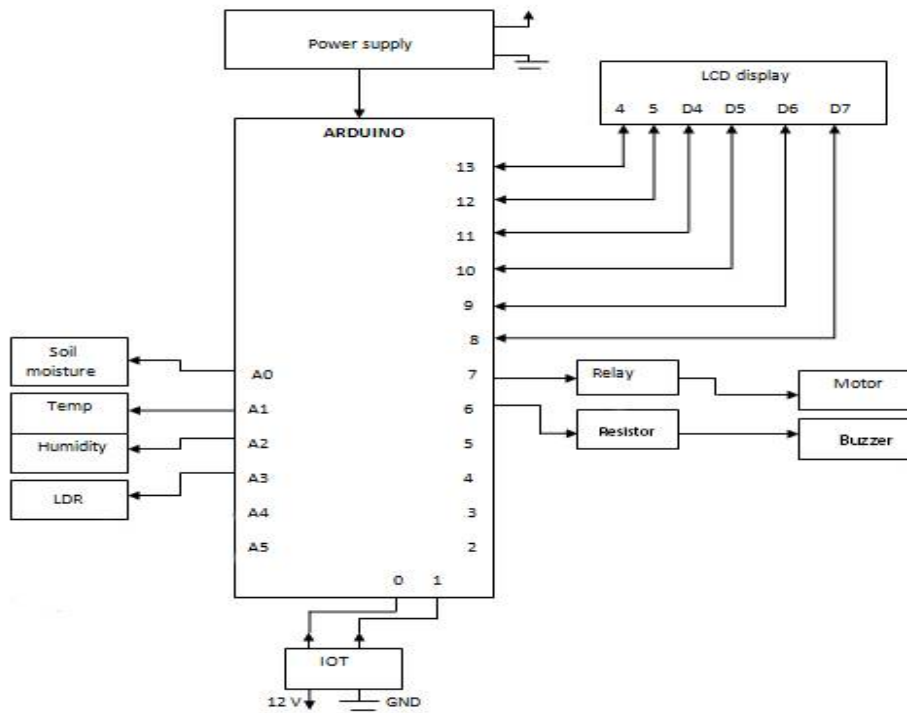 Power supply
LCD display
4 5 D4 D5 D6 D7
ARDUINO
13
12
11
10
9
8
7
6
5
4
3
2
A0
A1
A2
A3
A4
A5
0 1
Soil
moisture
Temp
Humidity
LDR
Relay
Motor
Resistor
Buzzer
IOT
12 V
GND